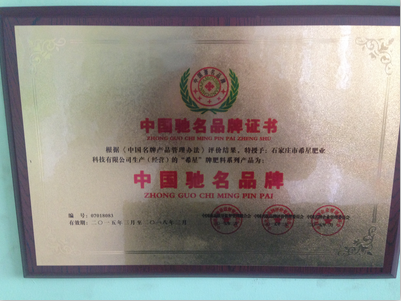 中国驰名品牌证书
ZHONG GUO CHI MING PIN PAI ZHENG SHU
根据《中国名牌产品管理办法》评价结果,特授予:石家庄市希星肥业
科技有限公司生产(经营)的“希星”牌肥料系列产品为:
中国驰名品牌
ZHONG GUO CHI MING PIN PAI
编 号:07018083
有效期:二〇一五年三月至二〇一八年三月